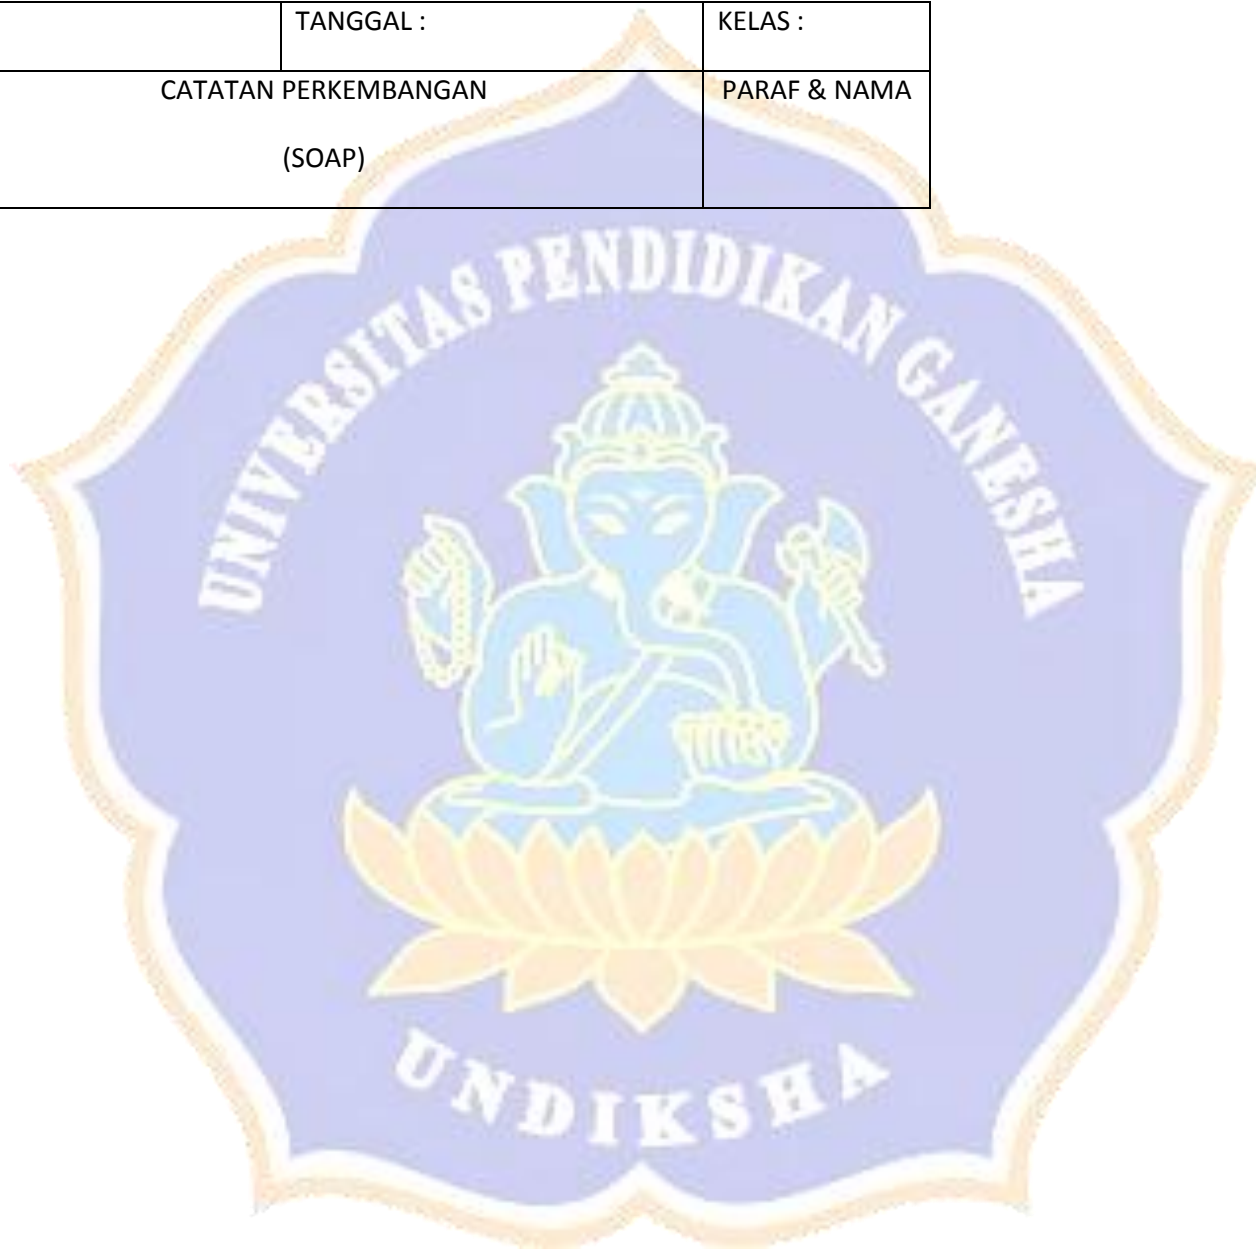 TANGGAL : KELAS :
CATATAN PERKEMBANGAN PARAF & NAMA
(SOAP)
UNIVERSITAS PENDIDIKAN GANESHA
UNDIKSHA